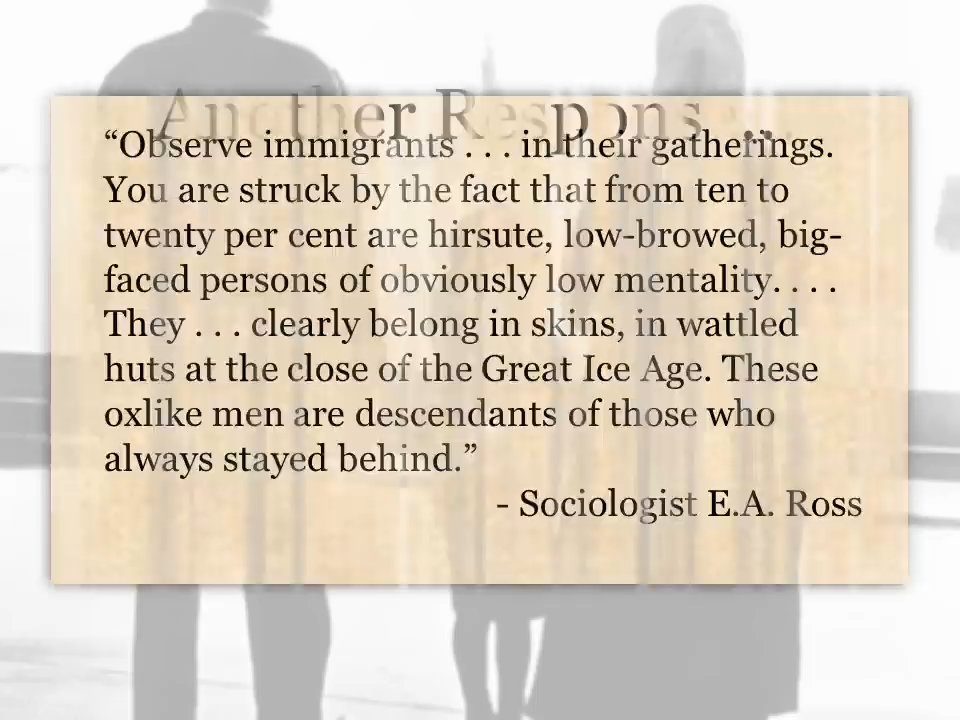 Another Respons...
“Observe immigrants . . . in their gatherings.
You are struck by the fact that from ten to
twenty per cent are hirsute, low-browed, big-
faced persons of obviously low mentality. . . .
They . . . clearly belong in skins, in wattled
huts at the close of the Great Ice Age. These
oxlike men are descendants of those who
always stayed behind.”
- Sociologist E.A. Ross